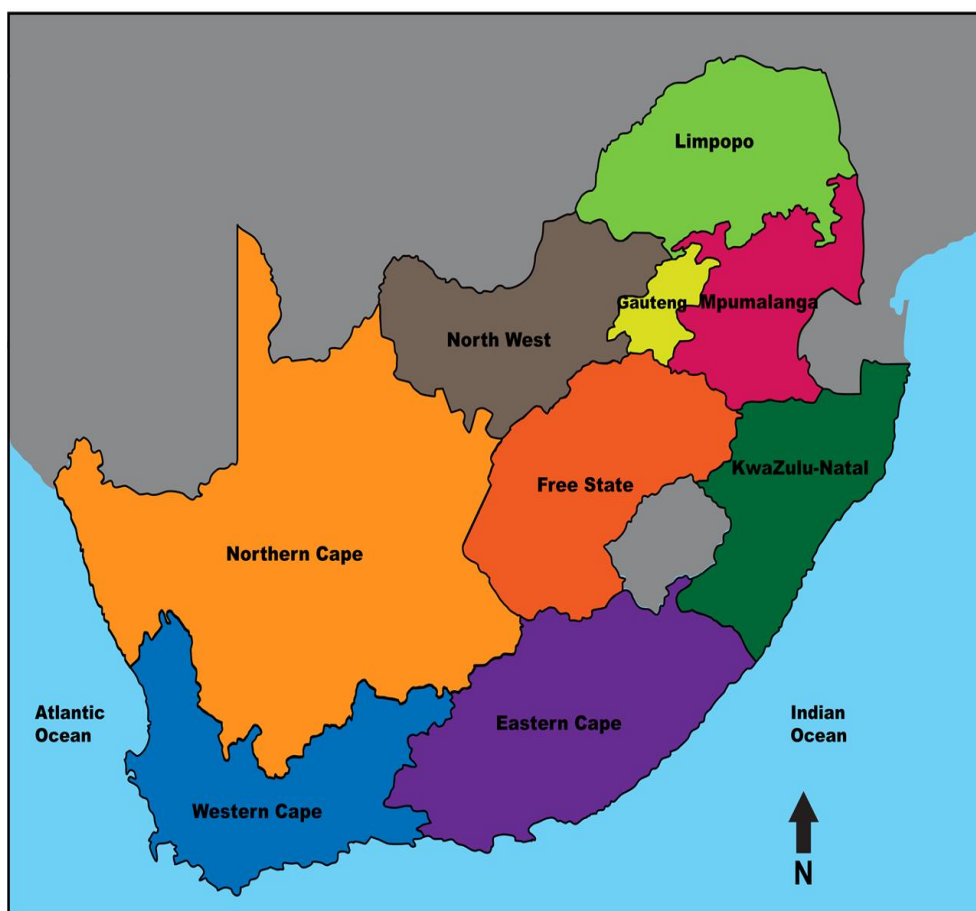 Limpopo
Gauteng
Mpumalanga
North West
KwaZulu-Natal
Free State
Northern Cape
Atlantic
Ocean
Eastern Cape
Indian
Ocean
Western Cape
N